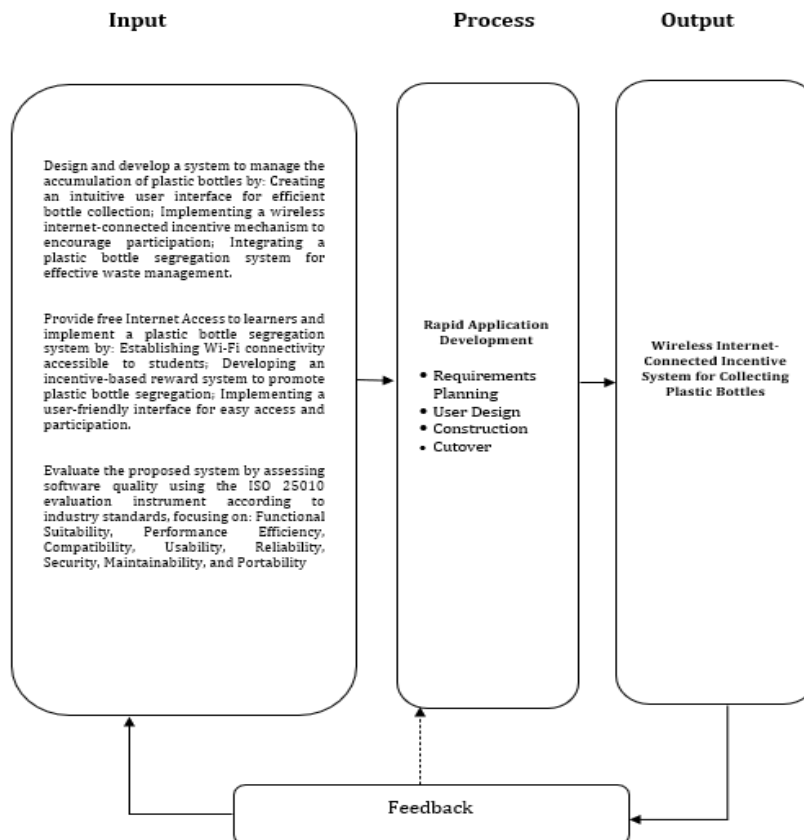 Input
Process
Output
Design and develop a system to manage the
accumulation of plastic bottles by: Creating
an intuitive user interface for efficient
bottle collection; Implementing a wireless
internet-connected incentive mechanism to
encourage participation; Integrating a
plastic bottle segregation system for
effective waste management.
Provide free Internet Access to learners and
implement a plastic bottle segregation
system by: Establishing Wi-Fi connectivity
accessible to students; Developing an
incentive-based reward system to promote
plastic bottle segregation; Implementing a
user-friendly interface for easy access and
participation.
Evaluate the proposed system by assessing
software quality using the ISO 25010
evaluation instrument according to
industry standards, focusing on: Functional
Suitability, Performance Efficiency,
Compatibility, Usability, Reliability,
Security, Maintainability, and Portability
Rapid Application
Development
• Requirements
Planning
• User Design
• Construction
• Cutover
Wireless Internet-
Connected Incentive
System for Collecting
Plastic Bottles
Feedback